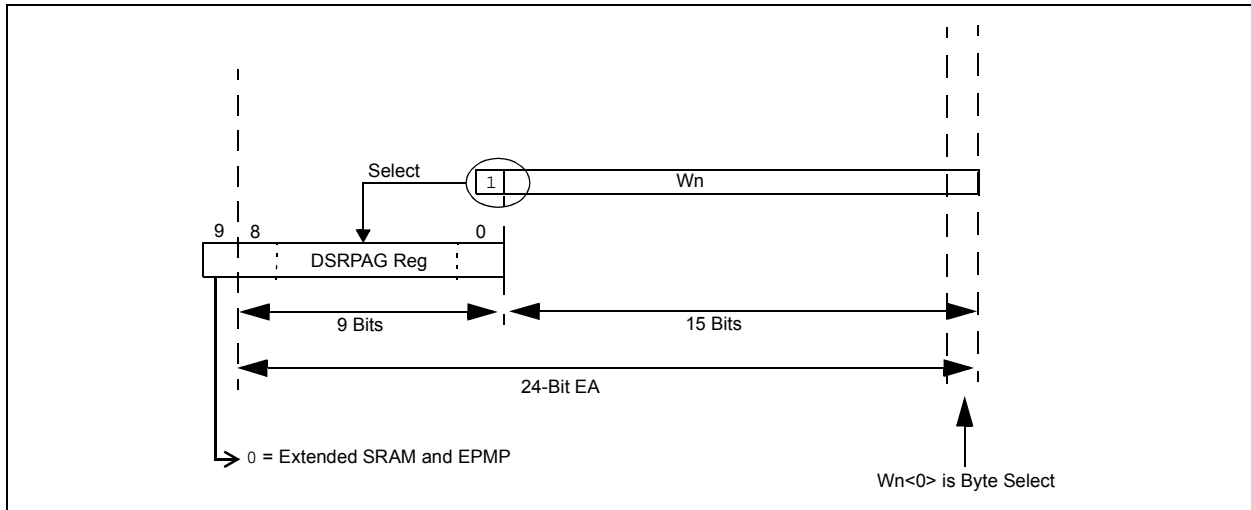 Select
1
Wn
9
8
0
DSRPAG Reg
9 Bits
15 Bits
24-Bit EA
0 = Extended SRAM and EPMP
Wn<0> is Byte Select